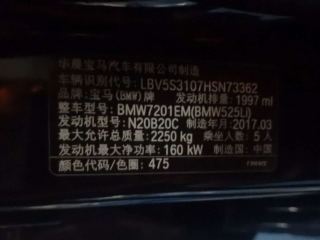 华晨宝马汽车有限公司制造
车辆识别代号: LBV5S3107HSN73362
品牌: 宝马(BMW)牌 发动机排量: 1997 ml
整车型号: BMW7201EM(BMW525Li)
发动机型号: N20B20C 制造年月: 2017.03
最大允许总质量: 2250 kg 乘坐人数: 5 人
发动机最大净功率: 160 kW 制造国: 中国
颜色代码/色圈: 475